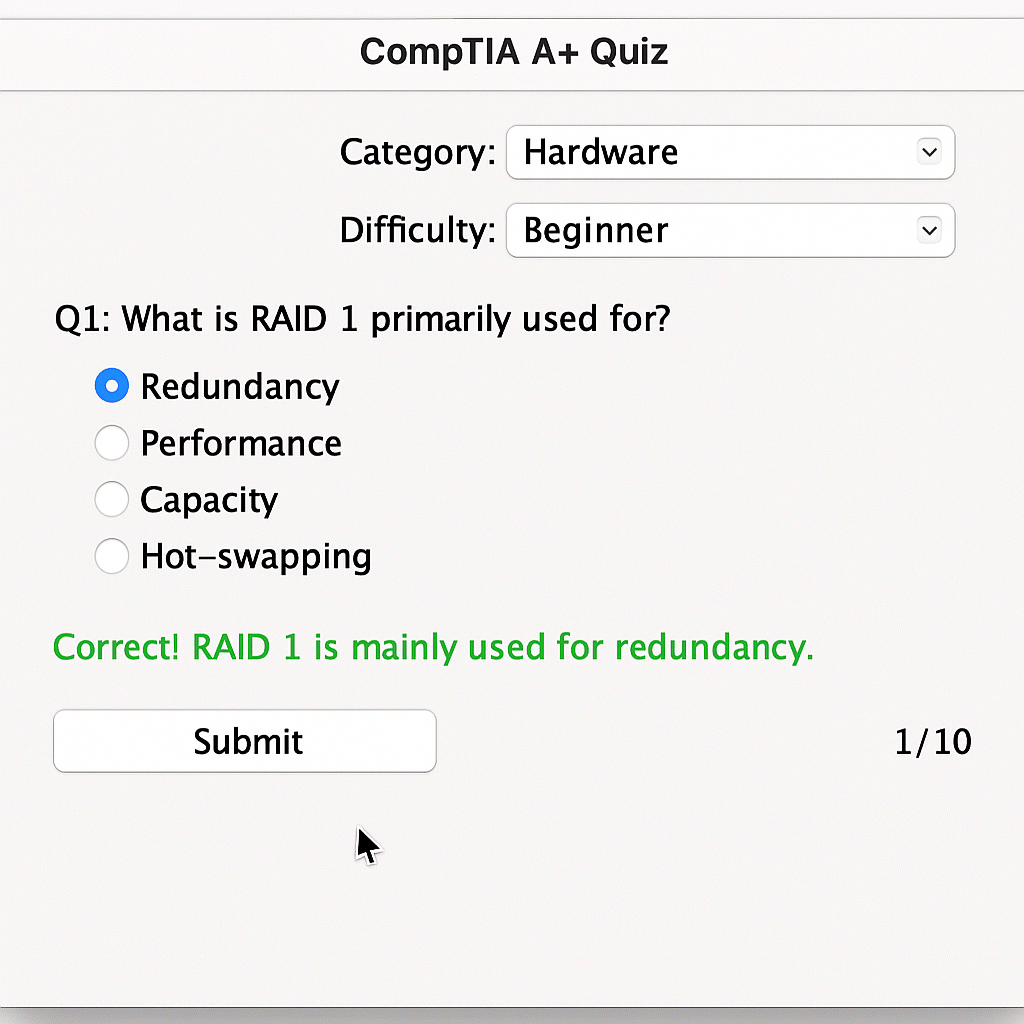 CompTIA A+ Quiz
Category: Hardware
Difficulty: Beginner
Q1: What is RAID 1 primarily used for?
Redundancy
Performance
Capacity
Hot–swapping
Correct! RAID 1 is mainly used for redundancy.
Submit 1/10